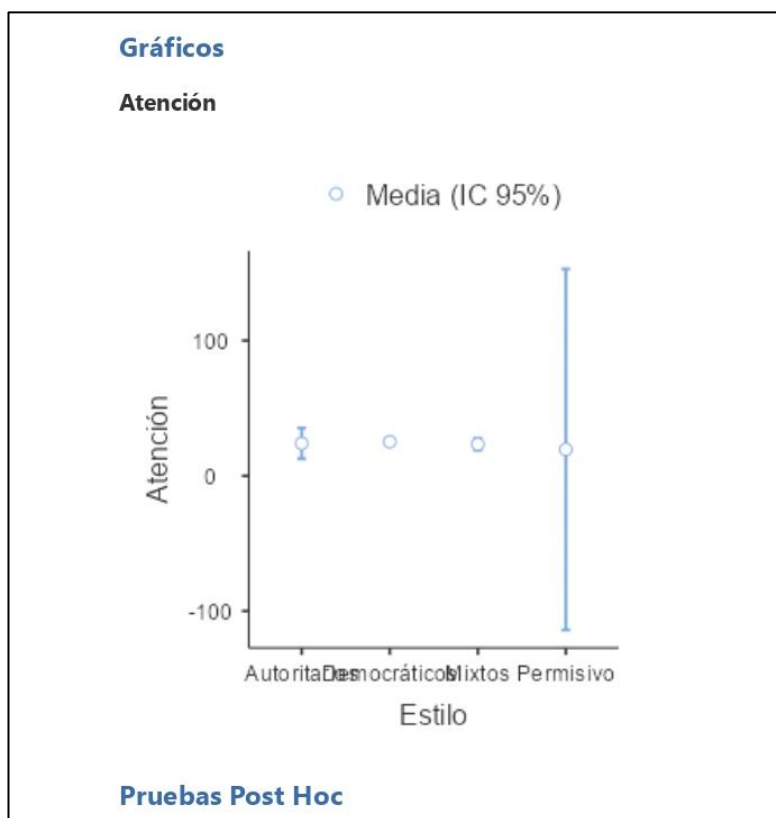 Gráficos
Atención
Media (IC 95%)
100
0
-100
Atención
Autoritarios Democráticos Mixtos Permisivo
Estilo
Pruebas Post Hoc